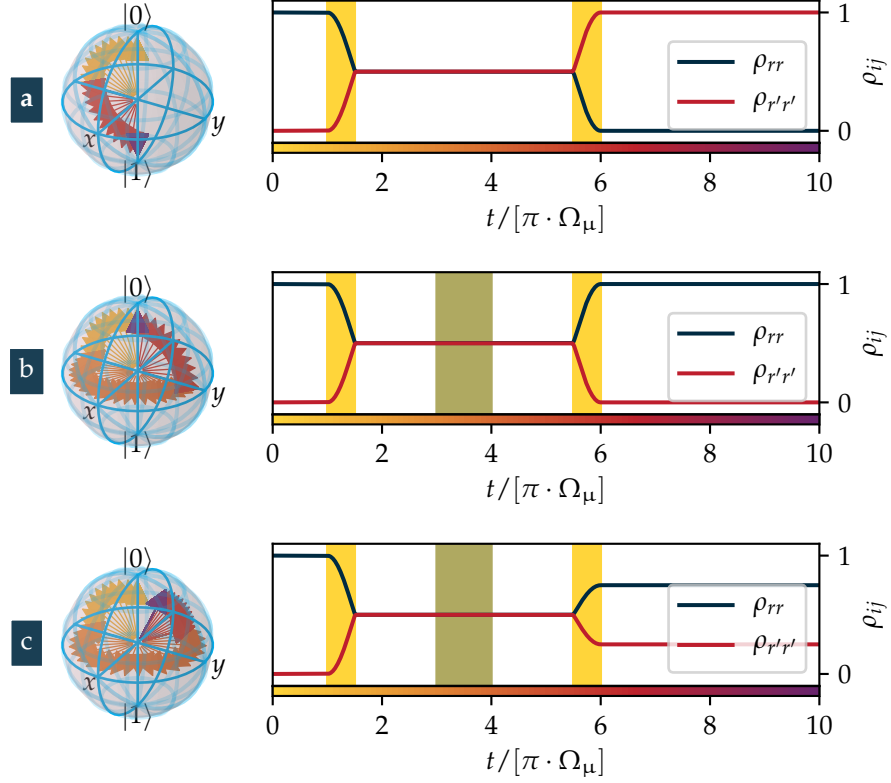 |0⟩
a
x
y
|1⟩
ρ_rr
ρ_r'r'
1
0
ρ_ij
0 2 4 6 8 10
t/[π · Ω_μ]
|0⟩
b
x
y
|1⟩
ρ_rr
ρ_r'r'
1
0
ρ_ij
0 2 4 6 8 10
t/[π · Ω_μ]
|0⟩
c
x
y
|1⟩
ρ_rr
ρ_r'r'
1
0
ρ_ij
0 2 4 6 8 10
t/[π · Ω_μ]